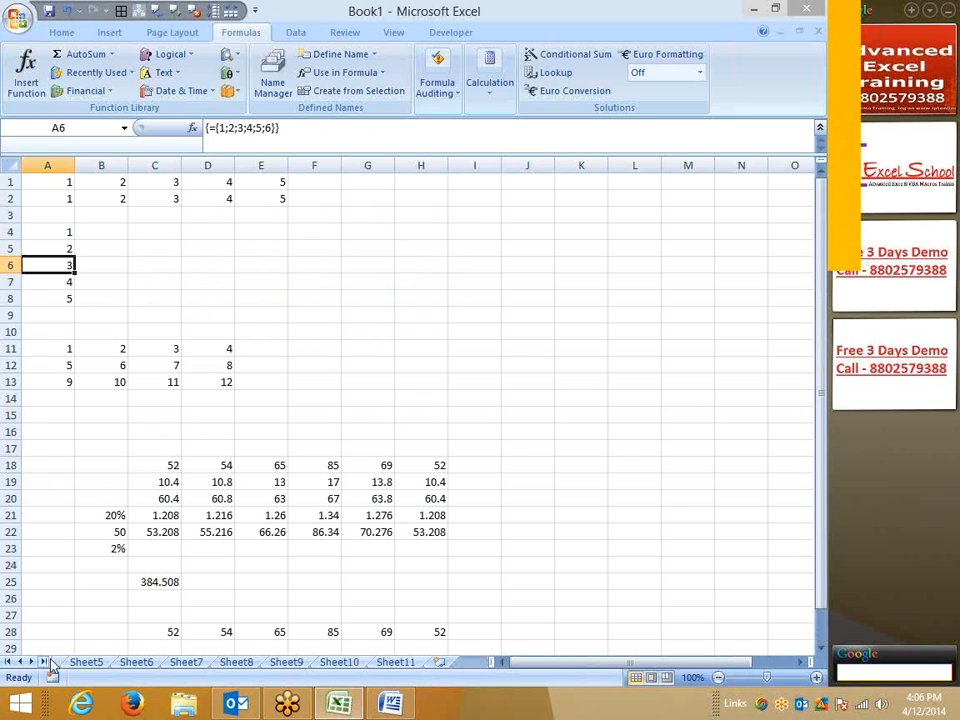 Book1 - Microsoft Excel
Home Insert Page Layout Formulas Data Review View Developer
fx Insert Function
Σ AutoSum
Recently Used
Financial
Logical
Text
Date & Time
Function Library
Name Manager
Define Name
Use in Formula
Create from Selection
Defined Names
Formula Auditing
Calculation
Conditional Sum
Lookup
Euro Conversion
Euro Formatting
Off
Solutions
A6 fx {={1;2;3;4;5;6}}
A B C D E F G H I J K L M N O
1 1 2 3 4 5
2 1 2 3 4 5
3
4 1
5 2
6 3
7 4
8 5
9
10
11 1 2 3 4
12 5 6 7 8
13 9 10 11 12
14
15
16
17
18 52 54 65 85 69 52
19 10.4 10.8 13 17 13.8 10.4
20 60.4 60.8 63 67 63.8 60.4
21 20% 1.208 1.216 1.26 1.34 1.276 1.208
22 50 53.208 55.216 66.26 86.34 70.276 53.208
23 2%
24
25 384.508
26
27
28 52 54 65 85 69 52
29
Sheet5 Sheet6 Sheet7 Sheet8 Sheet9 Sheet10 Sheet11
Ready 100%
Links 4:06 PM
4/12/2014
ogle
dvanced
Excel
Training
8802579388
Excel School
e 3 Days Demo
Call - 8802579388
Free 3 Days Demo
Call - 8802579388
Google